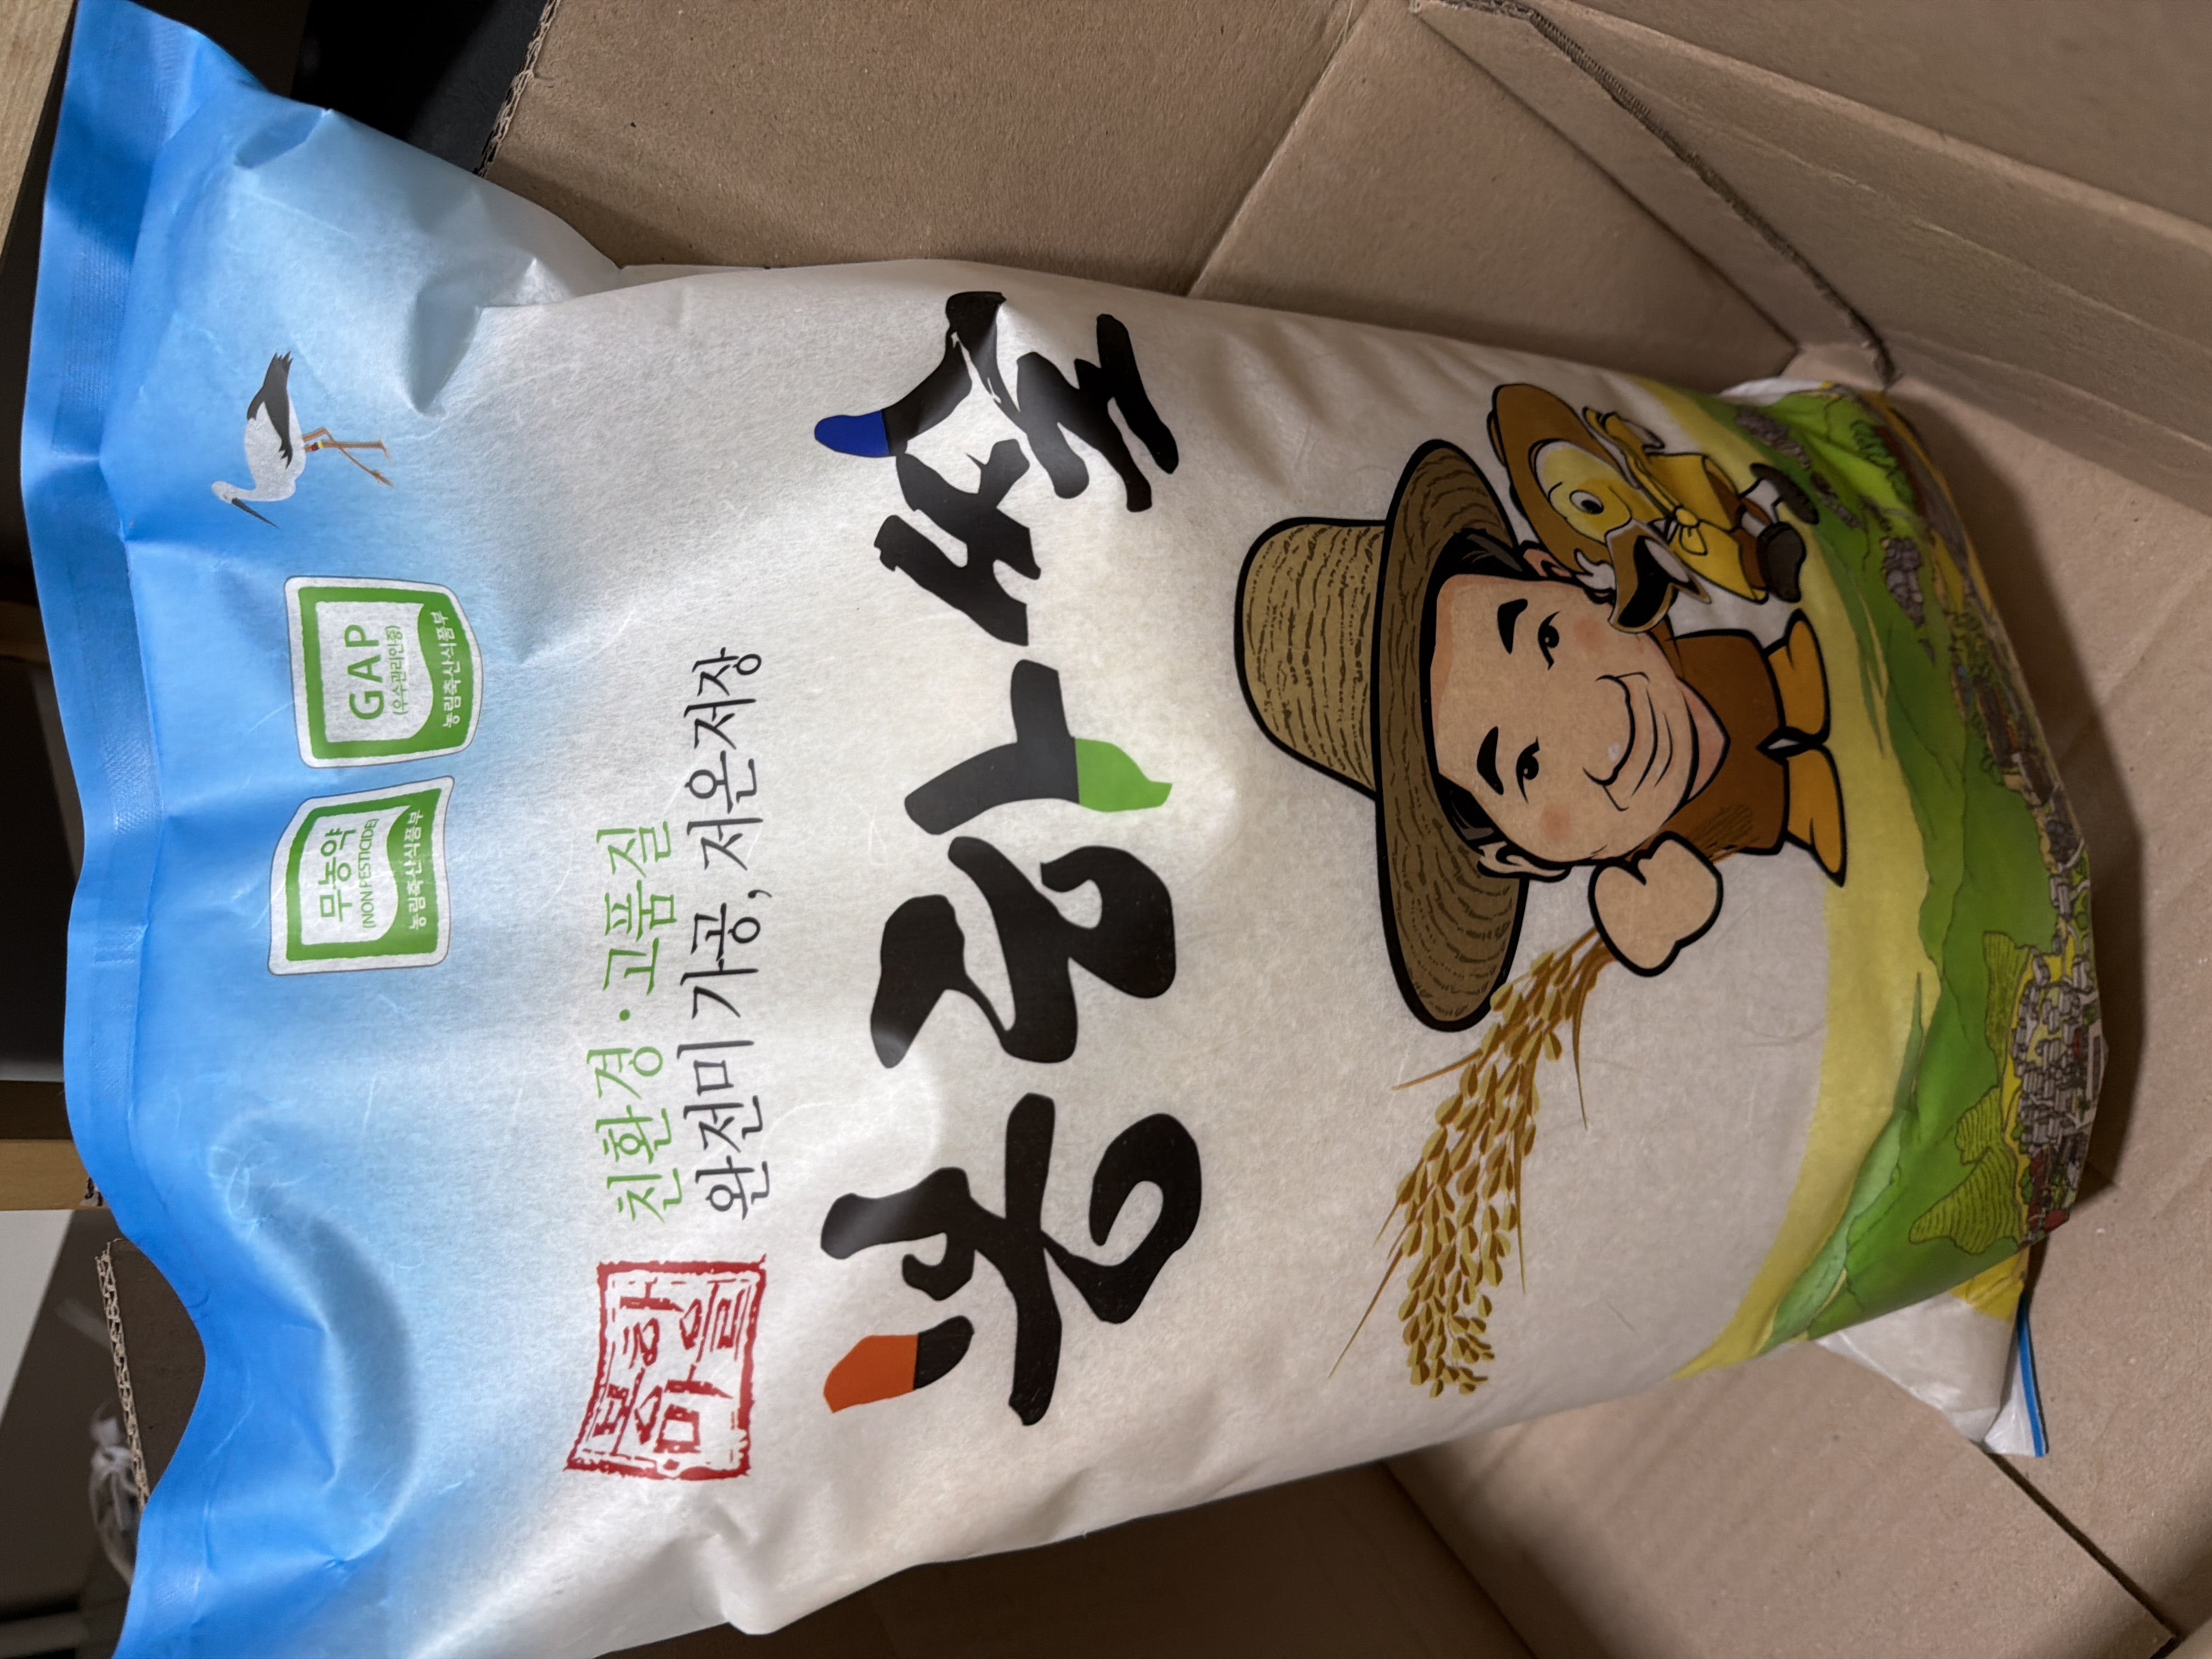 무농약
(NON PESTICIDE)
농림축산식품부
GAP
(우수관리인증)
농림축산식품부
봉하
마을
친환경·고품질
완전미 가공, 저온저장
봉하쌀